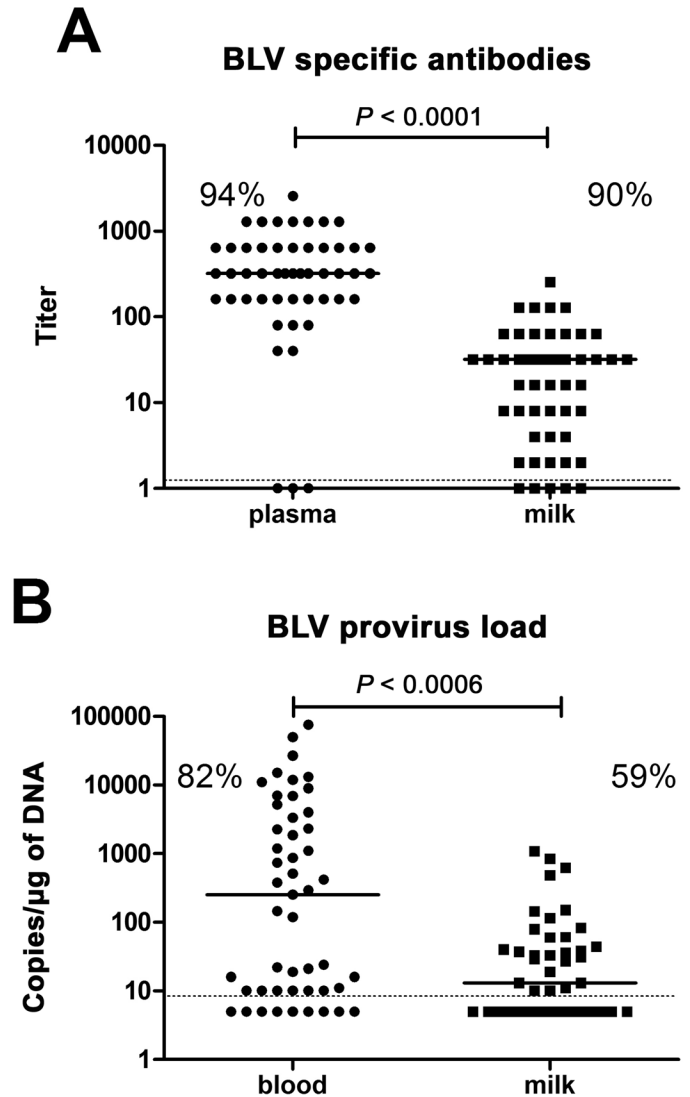 A
BLV specific antibodies
P < 0.0001
10000
94%
90%
1000
Titer
100
10
1
plasma
milk
B
BLV provirus load
P < 0.0006
100000
82%
59%
10000
Copies/µg of DNA
1000
100
10
1
blood
milk